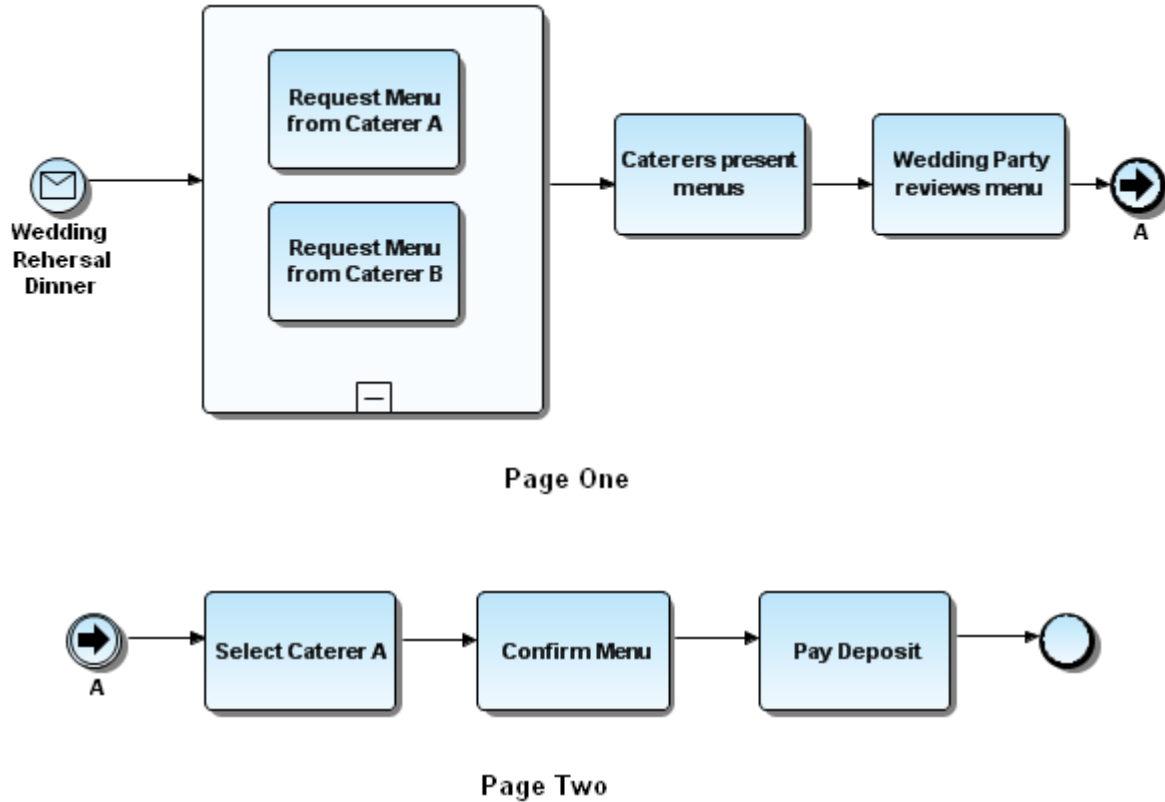 Request Menu
from Caterer A
Request Menu
from Caterer B
Wedding
Rehersal
Dinner
Caterers present
menus
Wedding Party
reviews menu
A
Page One
A
Select Caterer A
Confirm Menu
Pay Deposit
Page Two